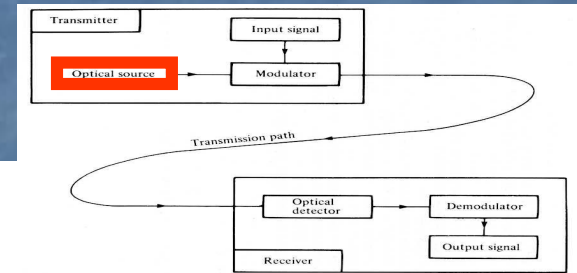 Transmitter
Input signal
Optical source
Modulator
Transmission path
Optical
detector
Demodulator
Output signal
Receiver